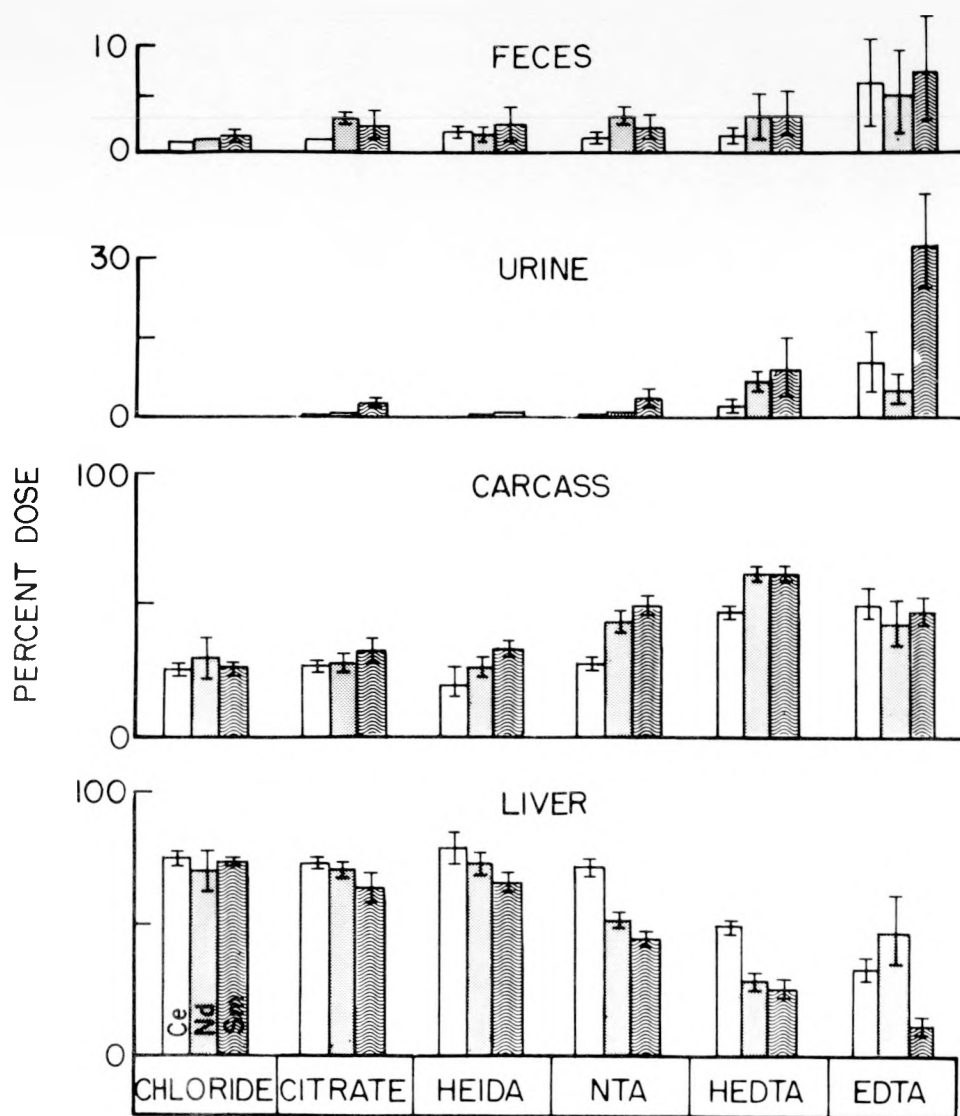 10
FECES
0
30
URINE
0
100
CARCASS
0
PERCENT DOSE
100
LIVER
Ce Nd Sm
0
CHLORIDE CITRATE HEIDA NTA HEDTA EDTA